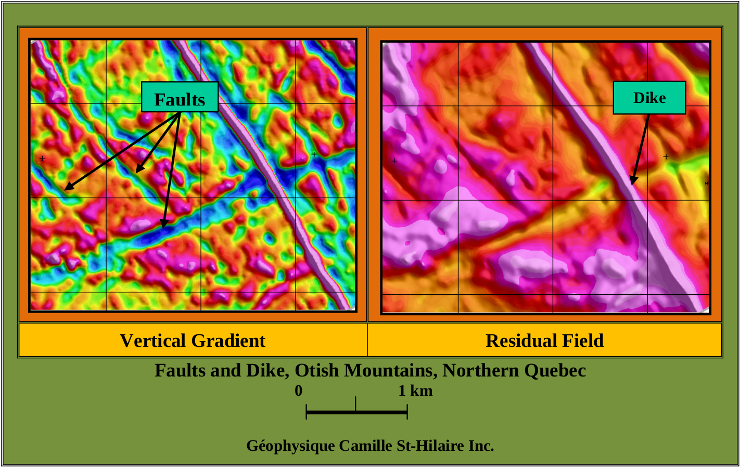 Faults
Dike
Vertical Gradient
Residual Field
Faults and Dike, Otish Mountains, Northern Quebec
0 1 km
Géophysique Camille St-Hilaire Inc.